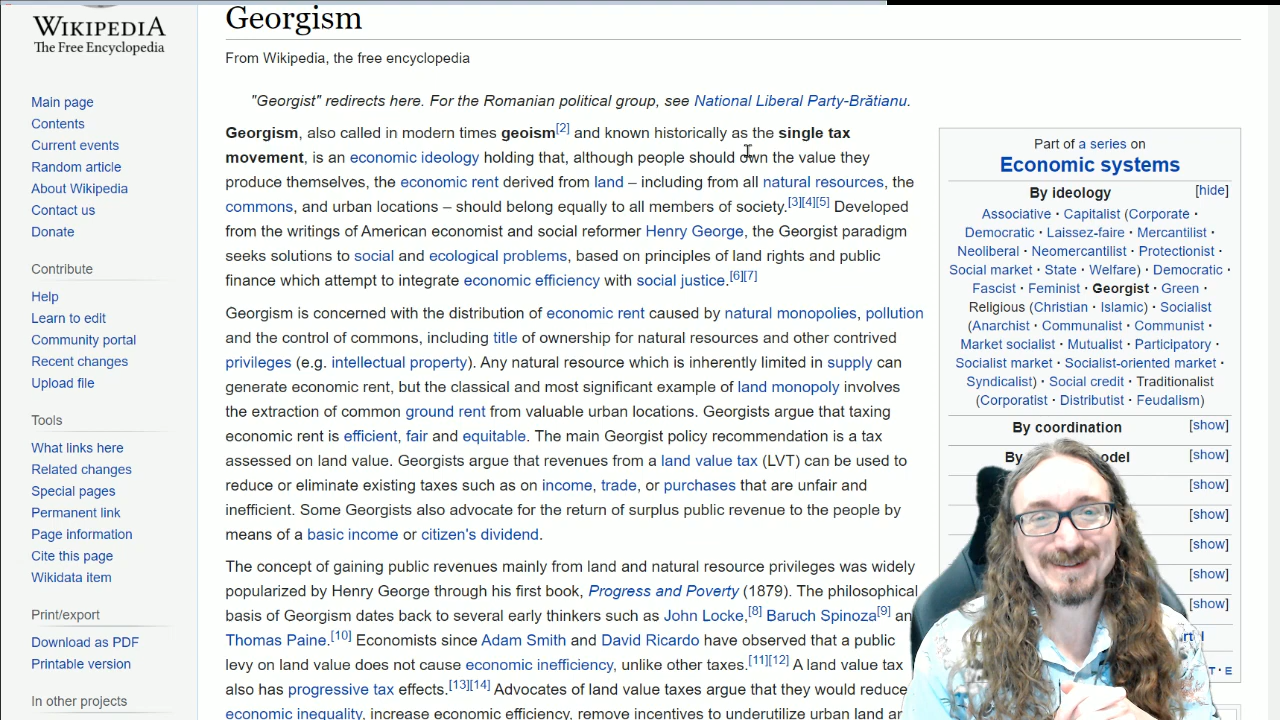 WIKIPEDIA
The Free Encyclopedia
Main page
Contents
Current events
Random article
About Wikipedia
Contact us
Donate
Contribute
Help
Learn to edit
Community portal
Recent changes
Upload file
Tools
What links here
Related changes
Special pages
Permanent link
Page information
Cite this page
Wikidata item
Print/export
Download as PDF
Printable version
In other projects
Georgism
From Wikipedia, the free encyclopedia
"Georgist" redirects here. For the Romanian political group, see National Liberal Party-Brătianu.
Georgism, also called in modern times geoism[2] and known historically as the single tax
movement, is an economic ideology holding that, although people should own the value they
produce themselves, the economic rent derived from land – including from all natural resources, the
commons, and urban locations – should belong equally to all members of society.[3][4][5] Developed
from the writings of American economist and social reformer Henry George, the Georgist paradigm
seeks solutions to social and ecological problems, based on principles of land rights and public
finance which attempt to integrate economic efficiency with social justice.[6][7]
Georgism is concerned with the distribution of economic rent caused by natural monopolies, pollution
and the control of commons, including title of ownership for natural resources and other contrived
privileges (e.g. intellectual property). Any natural resource which is inherently limited in supply can
generate economic rent, but the classical and most significant example of land monopoly involves
the extraction of common ground rent from valuable urban locations. Georgists argue that taxing
economic rent is efficient, fair and equitable. The main Georgist policy recommendation is a tax
assessed on land value. Georgists argue that revenues from a land value tax (LVT) can be used to
reduce or eliminate existing taxes such as on income, trade, or purchases that are unfair and
inefficient. Some Georgists also advocate for the return of surplus public revenue to the people by
means of a basic income or citizen's dividend.
The concept of gaining public revenues mainly from land and natural resource privileges was widely
popularized by Henry George through his first book, Progress and Poverty (1879). The philosophical
basis of Georgism dates back to several early thinkers such as John Locke,[8] Baruch Spinoza[9] an
Thomas Paine.[10] Economists since Adam Smith and David Ricardo have observed that a public
levy on land value does not cause economic inefficiency, unlike other taxes.[11][12] A land value tax
also has progressive tax effects.[13][14] Advocates of land value taxes argue that they would reduce
economic inequality, increase economic efficiency, remove incentives to underutilize urban land ar
Part of a series on
Economic systems
By ideology [hide]
Associative · Capitalist (Corporate ·
Democratic · Laissez-faire · Mercantilist ·
Neoliberal · Neomercantilist · Protectionist ·
Social market · State · Welfare) · Democratic ·
Fascist · Feminist · Georgist · Green ·
Religious (Christian · Islamic) · Socialist
(Anarchist · Communalist · Communist ·
Market socialist · Mutualist · Participatory ·
Socialist market · Socialist-oriented market ·
Syndicalist) · Social credit · Traditionalist
(Corporatist · Distributist · Feudalism)
By coordination [show]
By odel [show]
[show]
[show]
[show]
[show]
[show]
T · E